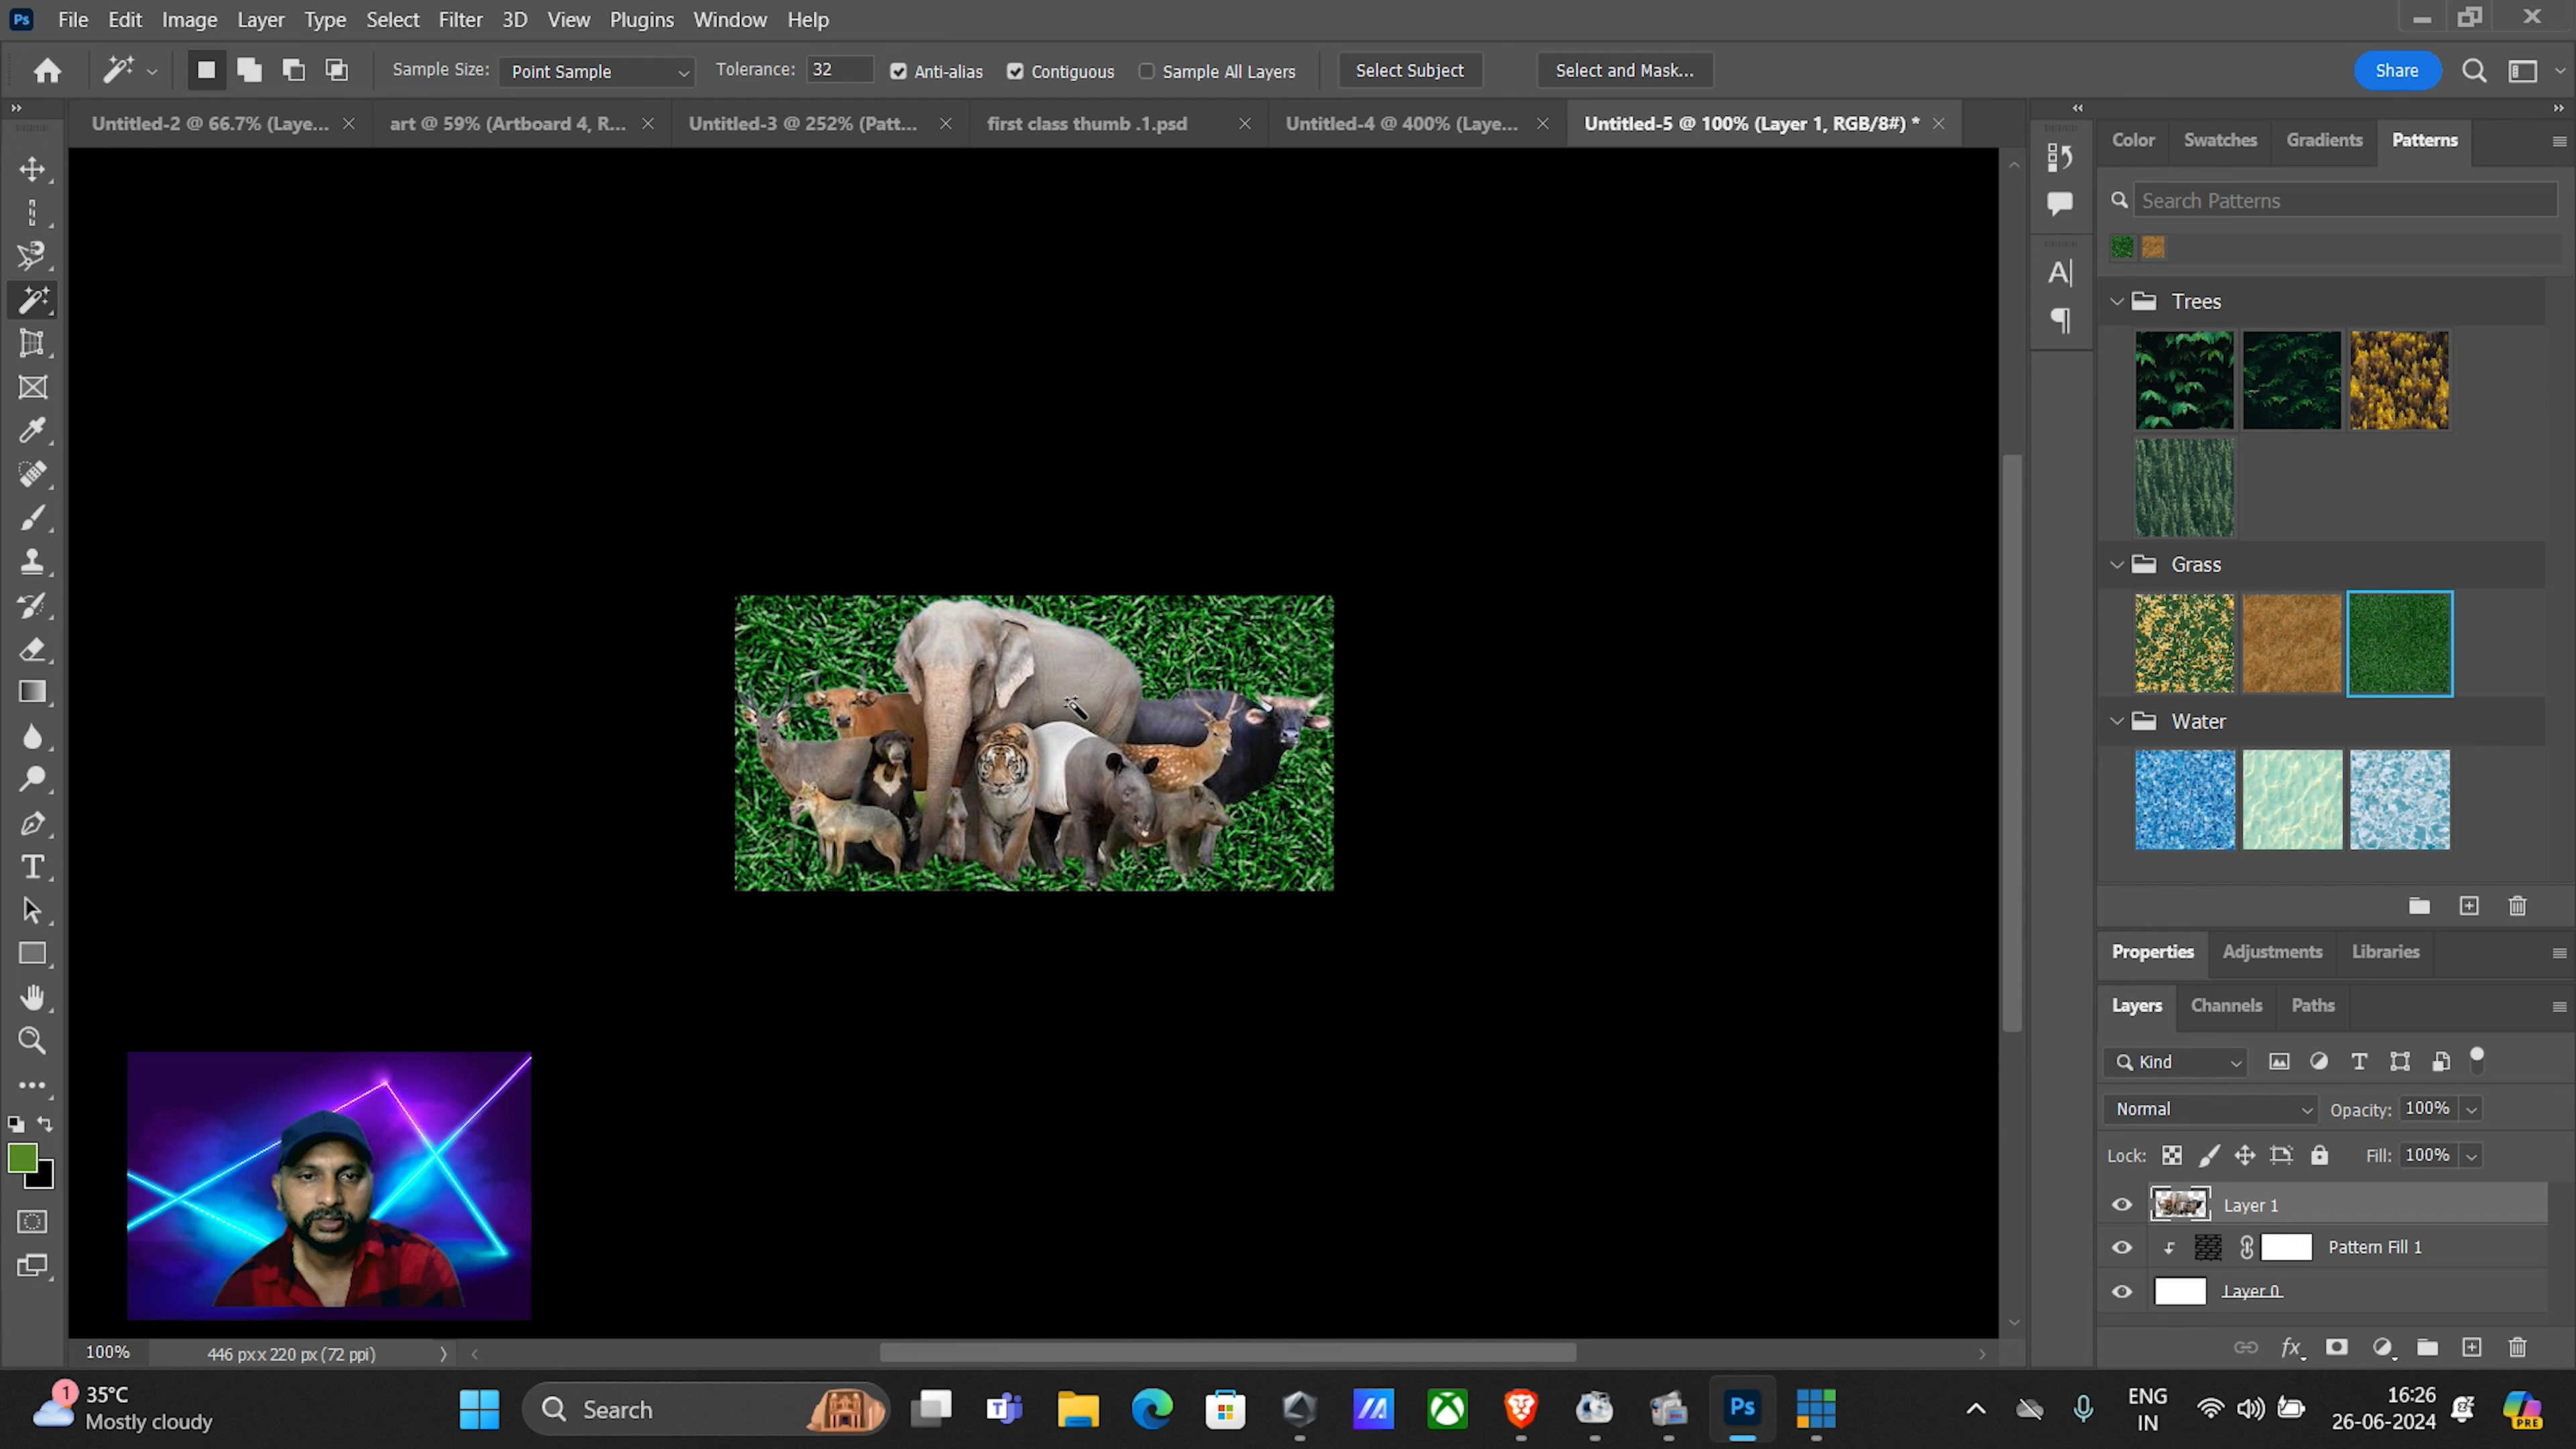 Ps File Edit Image Layer Type Select Filter 3D View Plugins Window Help
Sample Size: Point Sample Tolerance: 32 Anti-alias Contiguous Sample All Layers Select Subject Select and Mask... Share
Untitled-2 @ 66.7% (Laye... art @ 59% (Artboard 4, R... Untitled-3 @ 252% (Patt... first class thumb .1.psd Untitled-4 @ 400% (Laye... Untitled-5 @ 100% (Layer 1, RGB/8#) *
Color Swatches Gradients Patterns
Search Patterns
Trees
Grass
Water
Properties Adjustments Libraries
Layers Channels Paths
Kind
Normal Opacity: 100%
Lock: Fill: 100%
Layer 1
Pattern Fill 1
Layer 0
100% 446 px x 220 px (72 ppi)
1 35°C
Mostly cloudy
Search
Ps
ENG
IN
16:26
26-06-2024
PRE